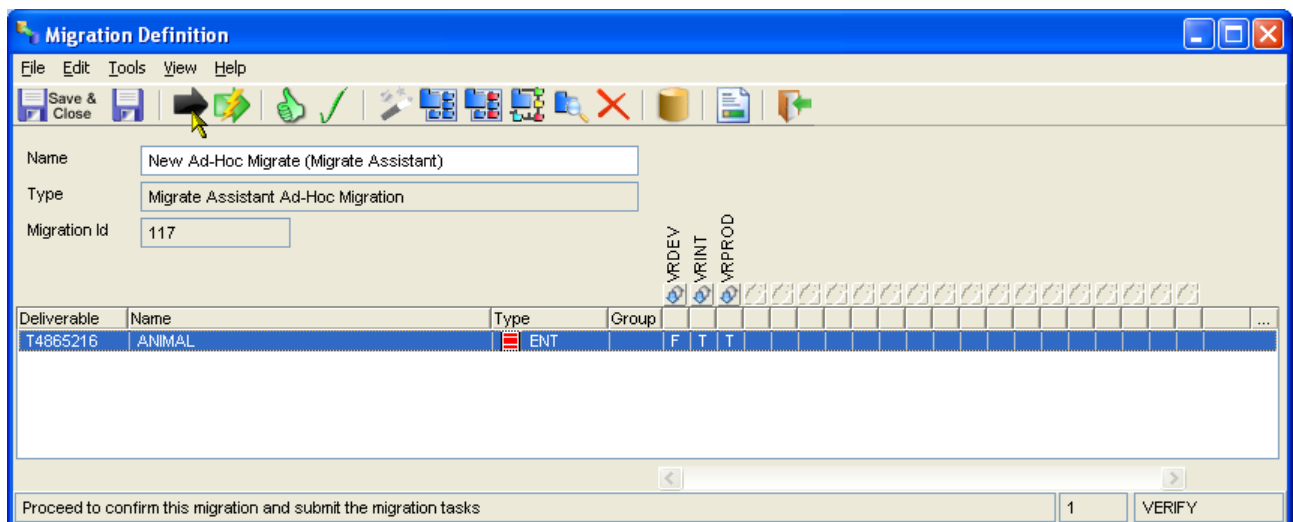 Migration Definition
File Edit Tools View Help
Save &
Close
Name New Ad-Hoc Migrate (Migrate Assistant)
Type Migrate Assistant Ad-Hoc Migration
Migration Id 117
VRDEV VRINT VRPROD
Deliverable Name Type Group ...
T4865216 ANIMAL ENT F T T
Proceed to confirm this migration and submit the migration tasks 1 VERIFY